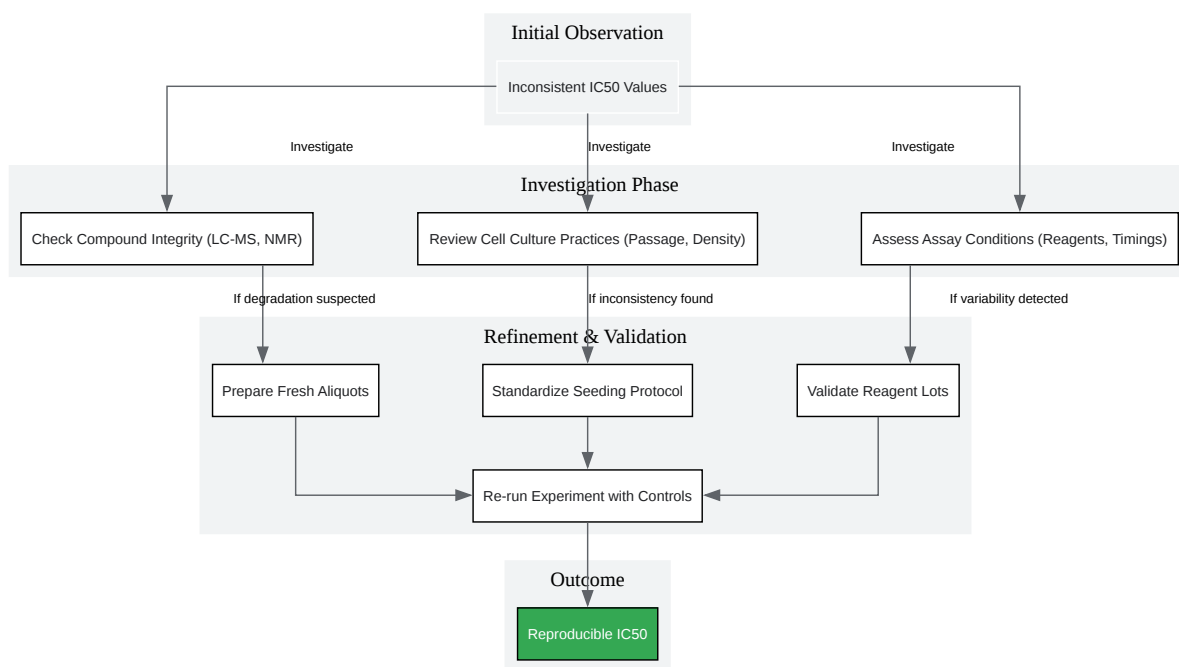 Initial Observation
Inconsistent IC50 Values
Investigate
Investigate
Investigate
Investigation Phase
Check Compound Integrity (LC-MS, NMR)
Review Cell Culture Practices (Passage, Density)
Assess Assay Conditions (Reagents, Timings)
If degradation suspected
If inconsistency found
If variability detected
Refinement & Validation
Prepare Fresh Aliquots
Standardize Seeding Protocol
Validate Reagent Lots
Re-run Experiment with Controls
Outcome
Reproducible IC50